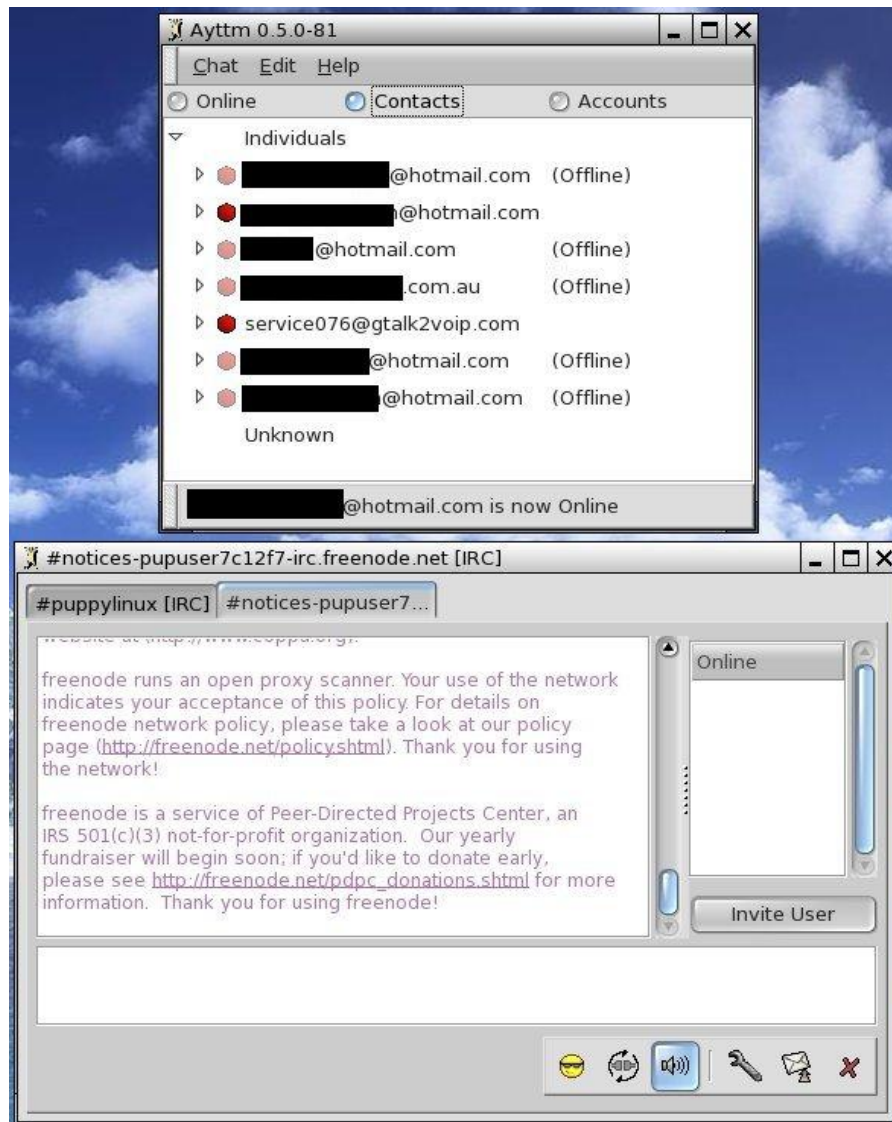 Ayttm 0.5.0-81
Chat Edit Help
Online Contacts Accounts
Individuals
@hotmail.com (Offline)
@hotmail.com
@hotmail.com (Offline)
.com.au (Offline)
service076@gtalk2voip.com
@hotmail.com (Offline)
@hotmail.com (Offline)
Unknown
@hotmail.com is now Online
#notices-pupuser7c12f7-irc.freenode.net [IRC]
#puppylinux [IRC] #notices-pupuser7...
Online
freenode runs an open proxy scanner. Your use of the network
indicates your acceptance of this policy. For details on
freenode network policy, please take a look at our policy
page (http://freenode.net/policy.shtml). Thank you for using
the network!
freenode is a service of Peer-Directed Projects Center, an
IRS 501(c)(3) not-for-profit organization. Our yearly
fundraiser will begin soon; if you'd like to donate early,
please see http://freenode.net/pdpc_donations.shtml for more
information. Thank you for using freenode!
Invite User